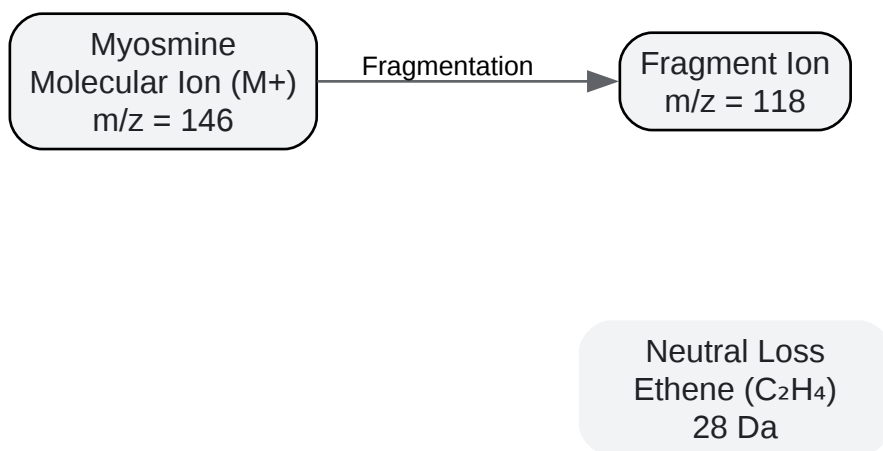 Myosmine
Molecular Ion (M+)
m/z = 146
Fragmentation
Fragment Ion
m/z = 118
Neutral Loss
Ethene (C₂H₄)
28 Da